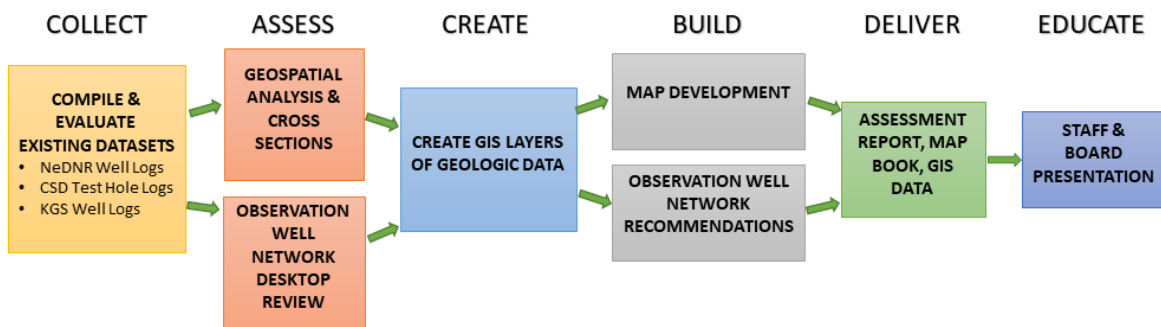 COLLECT
ASSESS
CREATE
BUILD
DELIVER
EDUCATE
COMPILE &
EVALUATE
EXISTING DATASETS
• NeDNR Well Logs
• CSD Test Hole Logs
• KGS Well Logs
GEOSPATIAL
ANALYSIS &
CROSS
SECTIONS
OBSERVATION
WELL
NETWORK
DESKTOP
REVIEW
CREATE GIS LAYERS
OF GEOLOGIC DATA
MAP DEVELOPMENT
OBSERVATION WELL
NETWORK
RECOMMENDATIONS
ASSESSMENT
REPORT, MAP
BOOK, GIS
DATA
STAFF &
BOARD
PRESENTATION